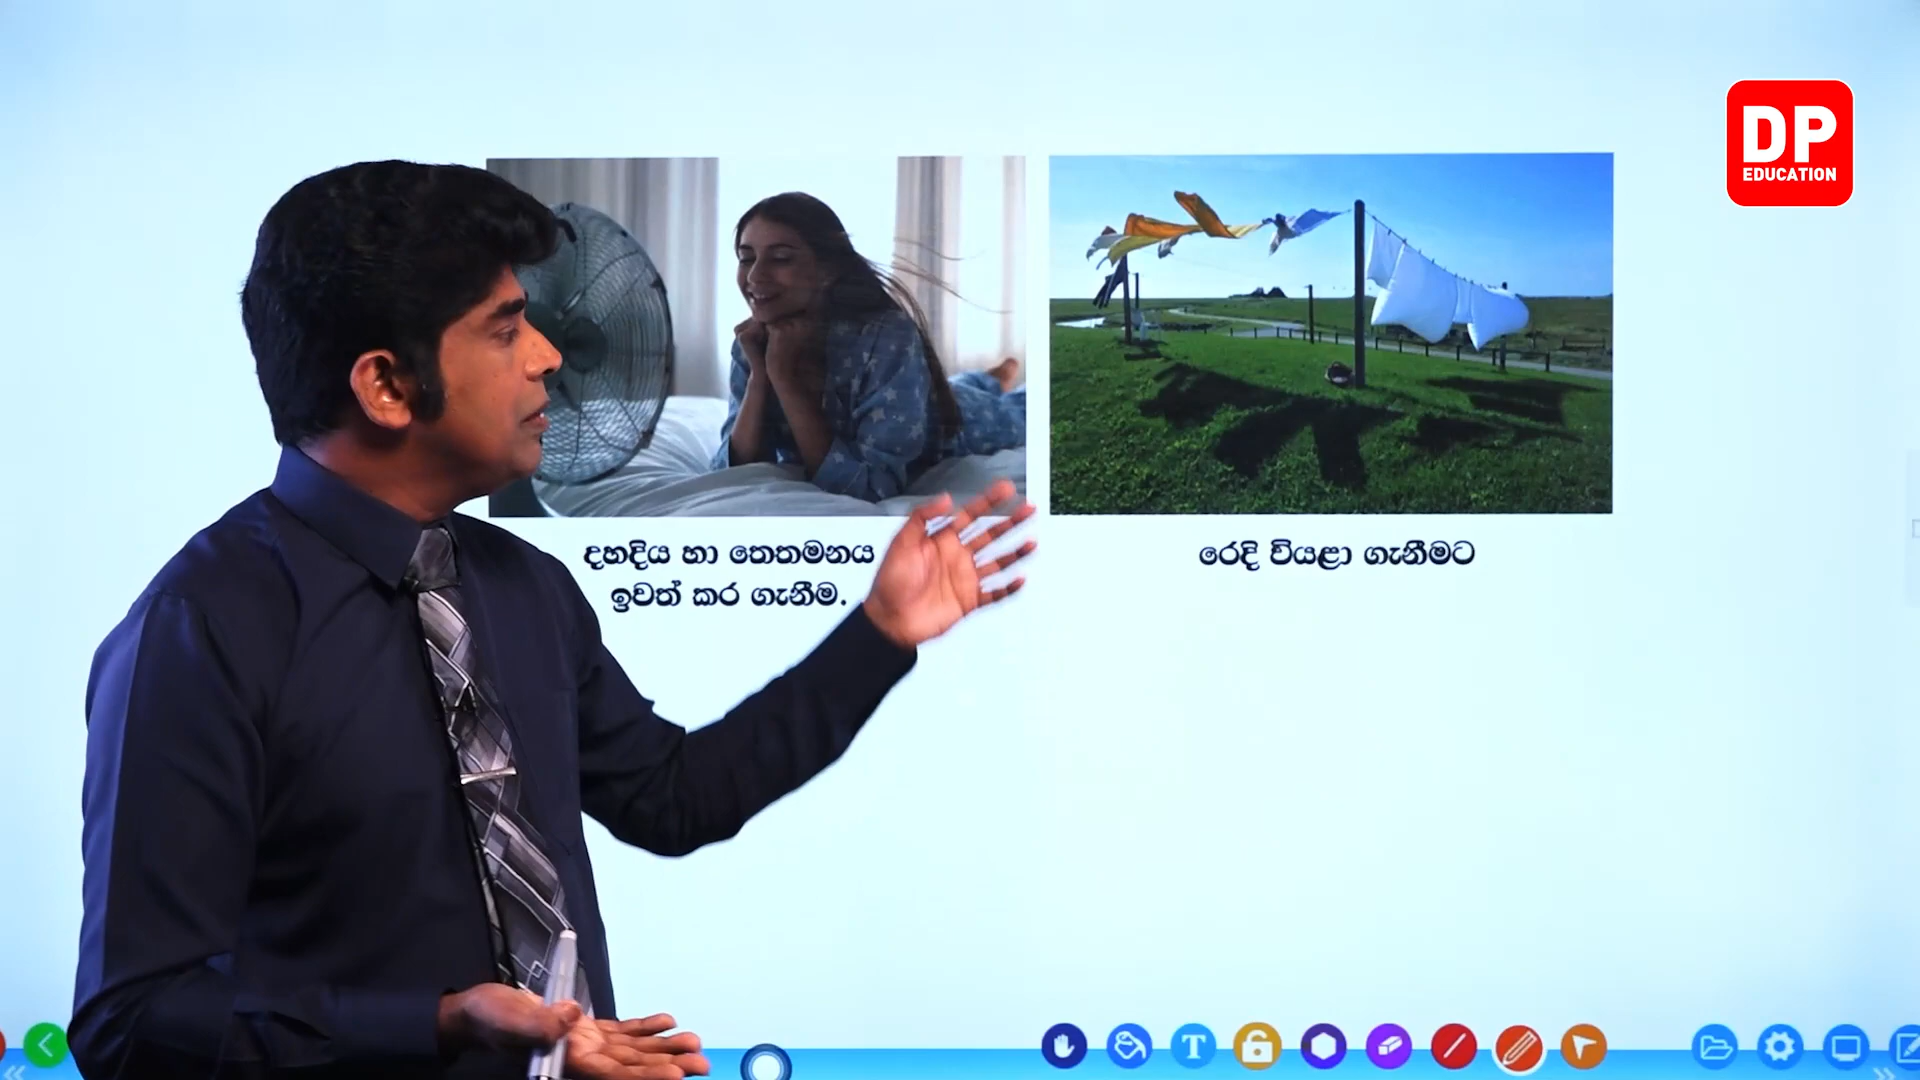 DP
EDUCATION
දහදිය හා තෙතමනය
ඉවත් කර ගැනීම.
රෙදි වියළා ගැනීමට
T